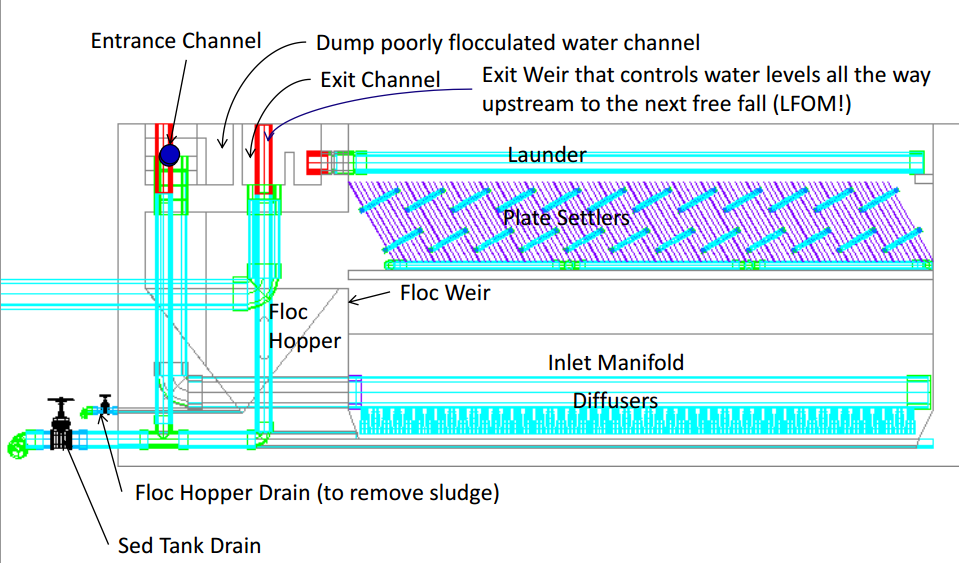 Entrance Channel
Dump poorly flocculated water channel
Exit Channel
Exit Weir that controls water levels all the way
upstream to the next free fall (LFOM!)
Launder
Plate Settlers
Floc Weir
Floc
Hopper
Inlet Manifold
Diffusers
Floc Hopper Drain (to remove sludge)
Sed Tank Drain